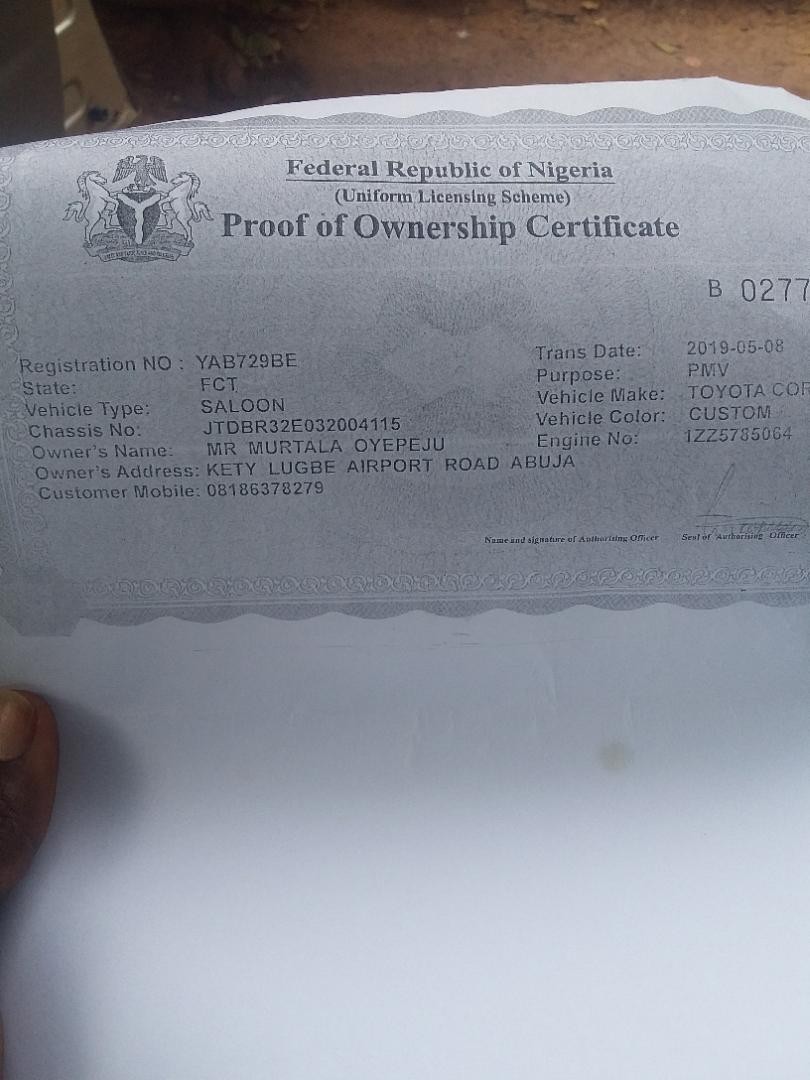 Federal Republic of Nigeria
(Uniform Licensing Scheme)
Proof of Ownership Certificate
B 0277
Registration NO : YAB729BE
State: FCT
Vehicle Type: SALOON
Chassis No: JTDBR32E032004115
Owner's Name: MR MURTALA OYEPEJU
Owner's Address: KETY LUGBE AIRPORT ROAD ABUJA
Customer Mobile: 08186378279
Trans Date: 2019-05-08
Purpose: PMV
Vehicle Make: TOYOTA COR
Vehicle Color: CUSTOM
Engine No: 1ZZ5785064
Name and signature of Authorising Officer
Seal of Authorising Officer